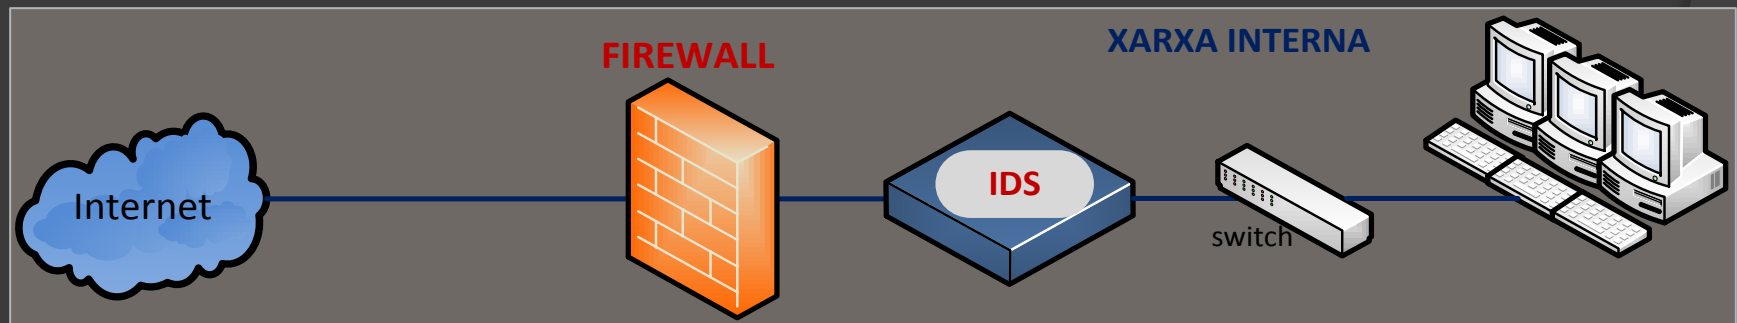 Internet
FIREWALL
IDS
switch
XARXA INTERNA